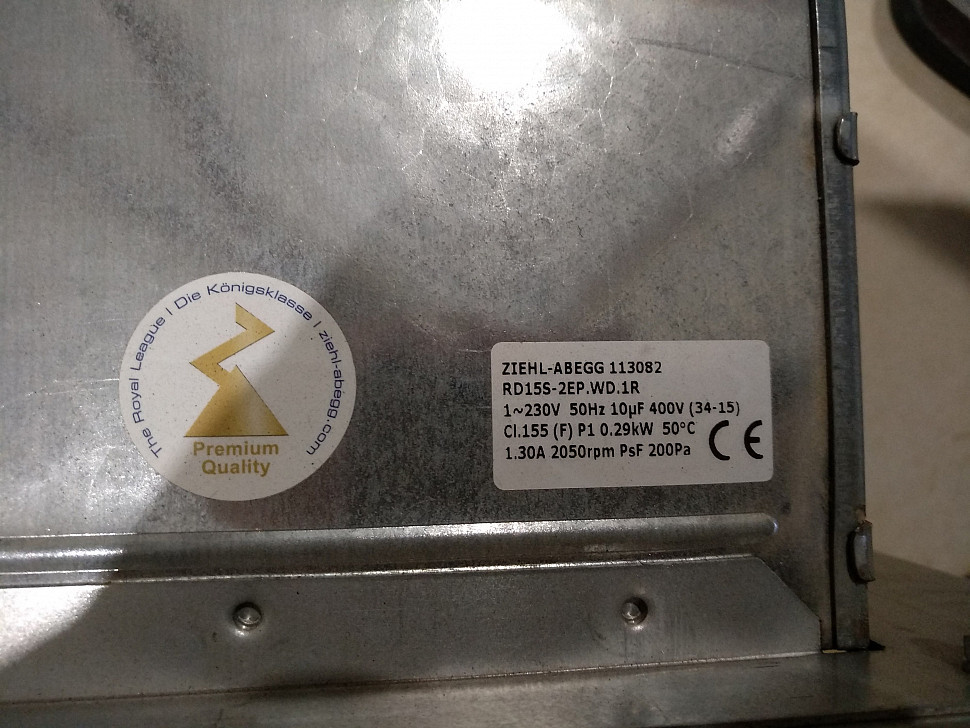 The Royal League | Die Königsklasse | ziehl-abegg.com
Premium
Quality
ZIEHL-ABEGG 113082
RD15S-2EP.WD.1R
1~230V 50Hz 10µF 400V (34-15)
Cl.155 (F) P1 0.29kW 50°C
1.30A 2050rpm PsF 200Pa
CE